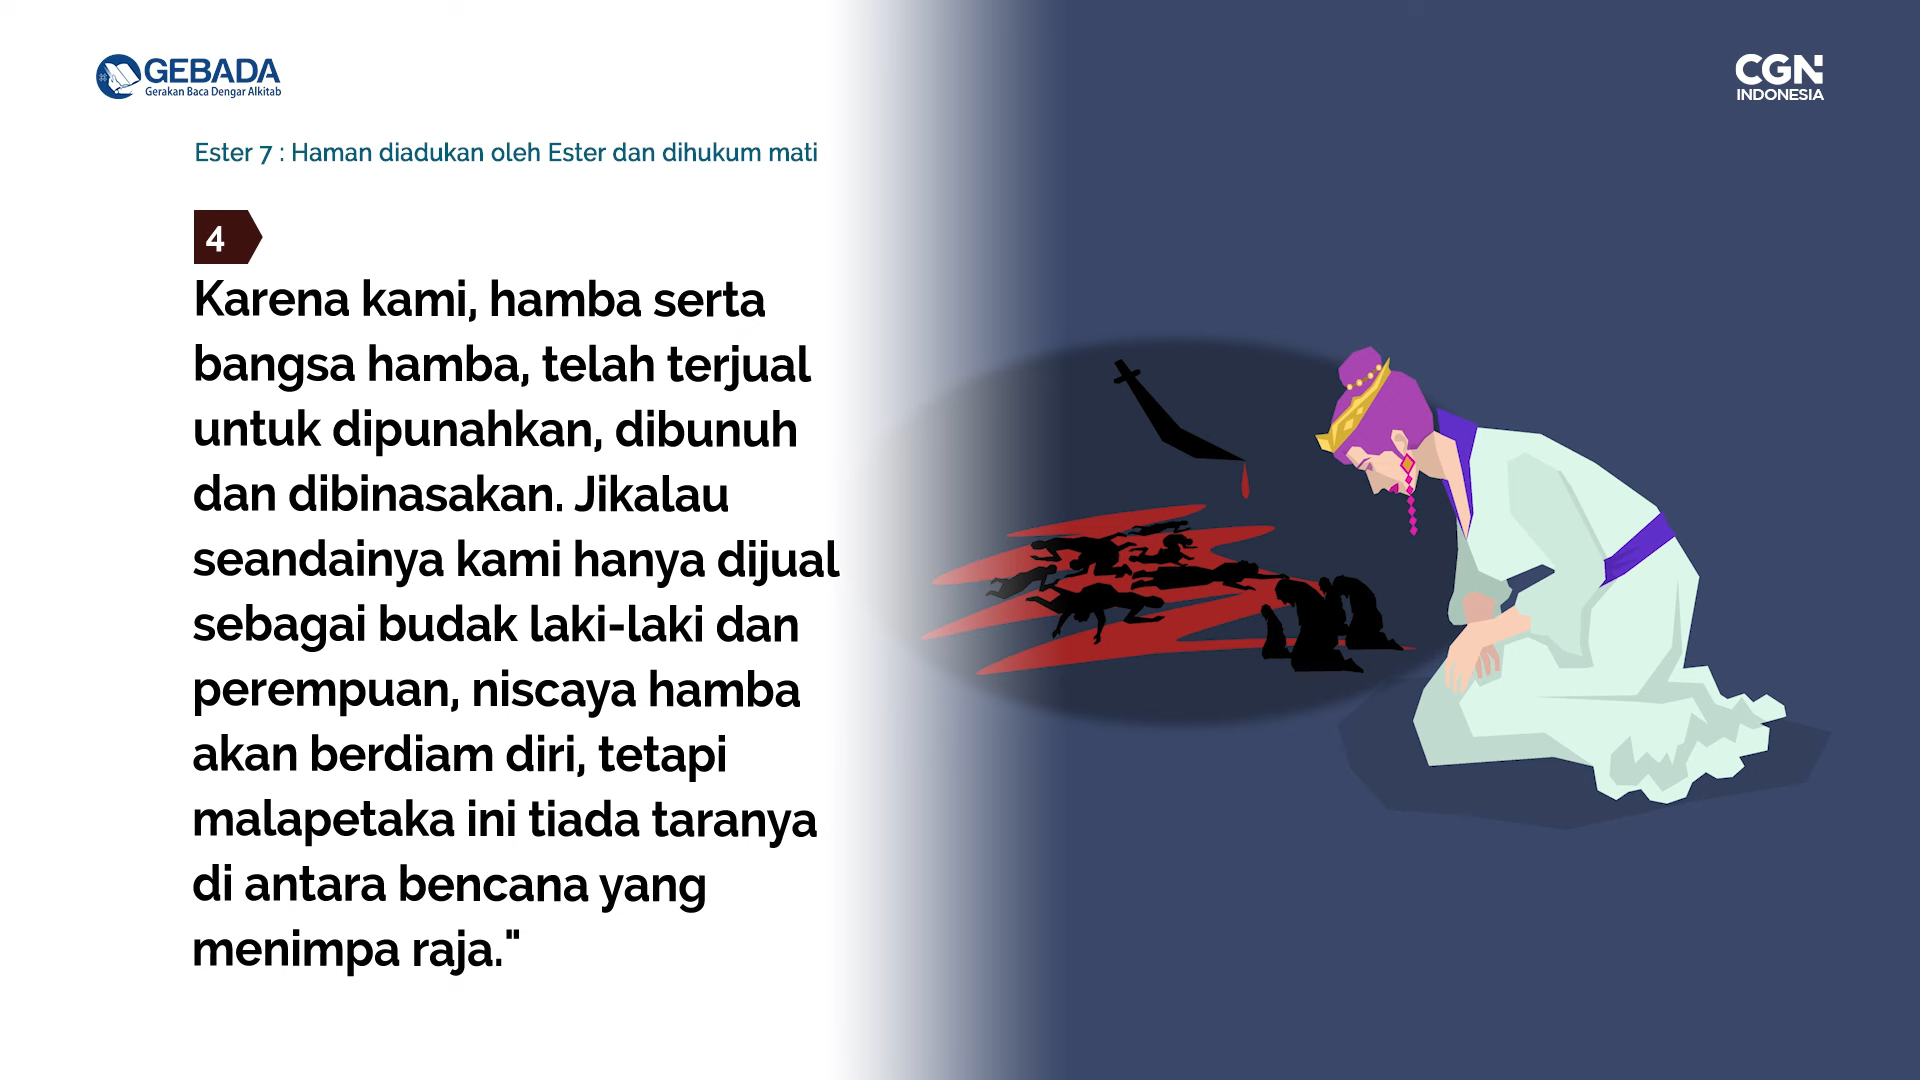 GEBADA
Gerakan Baca Dengar Alkitab
CGN
INDONESIA
Ester 7 : Haman diadukan oleh Ester dan dihukum mati
4
Karena kami, hamba serta
bangsa hamba, telah terjual
untuk dipunahkan, dibunuh
dan dibinasakan. Jikalau
seandainya kami hanya dijual
sebagai budak laki-laki dan
perempuan, niscaya hamba
akan berdiam diri, tetapi
malapetaka ini tiada taranya
di antara bencana yang
menimpa raja."